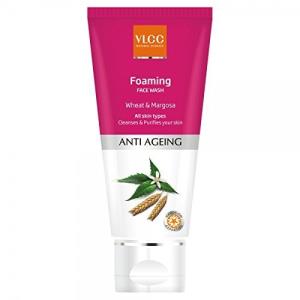 VLCC
Foaming
FACE WASH
Wheat & Margosa
All skin types
Cleanses & Purifies your skin
ANTI AGEING